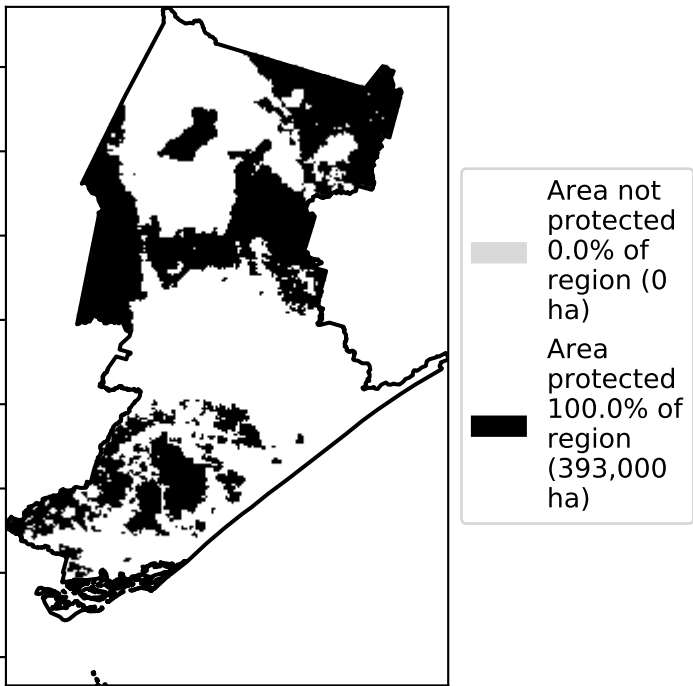 Area not
protected
0.0% of
region (0
ha)
Area
protected
100.0% of
region
(393,000
ha)